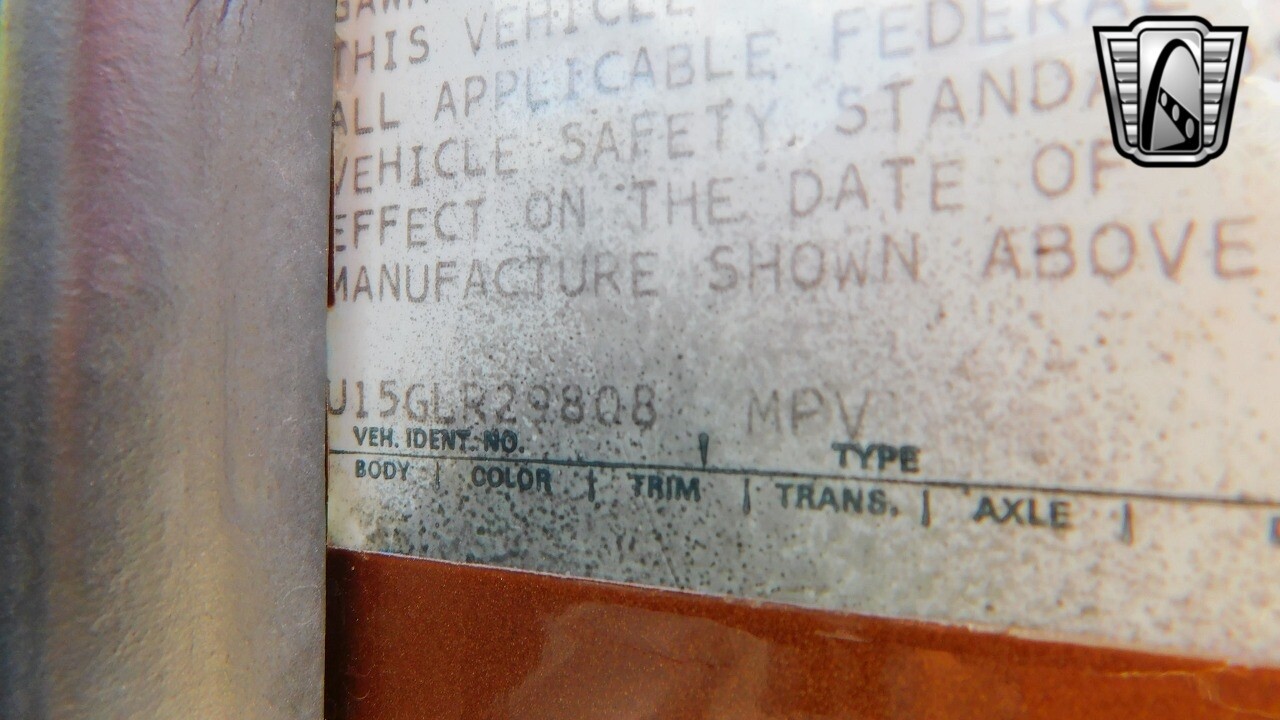 THIS VEHICLE
ALL APPLICABLE FEDERAL
VEHICLE SAFETY STANDA
EFFECT ON THE DATE OF
MANUFACTURE SHOWN ABOVE
U15GLR29808 MPV
VEH. IDENT. NO. TYPE
BODY | COLOR | TRIM | TRANS. | AXLE |